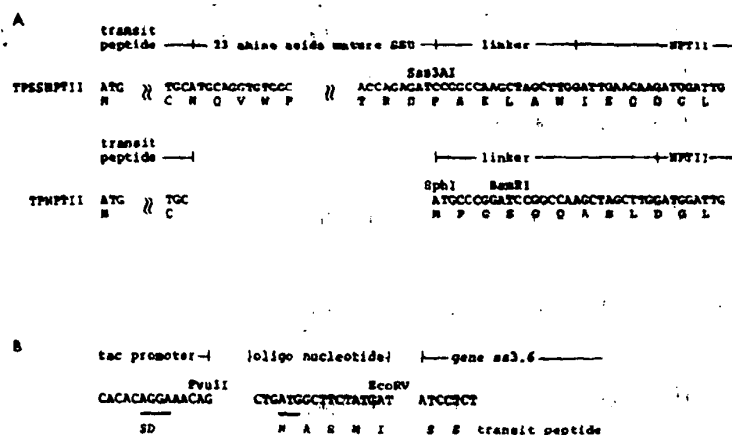 A
transit
peptide 23 amino acids mature SSU linker NPTII
Sau3AI
TPSSNPTII ATG TGCATGCAGGTGTGGC ACCAGAGATCCGGCCAAGCTAGCTTGGATTGAACAAGATGGATTG
M C M Q V W P T R D P A K L A W I E Q D G L
transit
peptide linker NPTII
SphI BamHI
TPNPTII ATG TGC ATGCCCGGATCCGGCCAAGCTAGCTTGGATGGATTG
M C M P G S L D G L
B
tac promoter oligo nucleotide gene ss3.6
PvuII EcoRV
CACACAGGAAACAG CTGATGGCTTCTATGAT ATCCTCT
SD M A S M I S S transit peptide